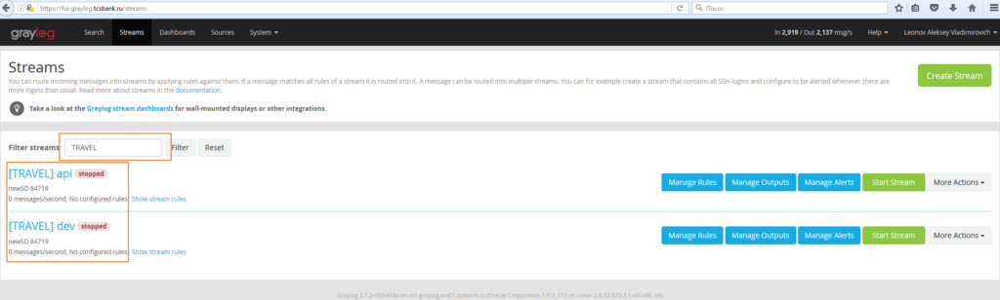 https://ha-graylog.tcsbank.ru/streams
Поиск
graylog Search Streams Dashboards Sources System In 2,919 / Out 2,137 msg/s Help Leonov Aleksey Vladimirovich
Streams
You can route incoming messages into streams by applying rules against them. If a message matches all rules of a stream it is routed into it. A message can be routed into multiple streams. You can for example create a stream that contains all SSH logins and configure to be alerted whenever there are
more logins than usual. Read more about streams in the documentation.
Create Stream
Take a look at the Graylog stream dashboards for wall-mounted displays or other integrations.
Filter streams TRAVEL Filter Reset
[TRAVEL] api stopped
newSD 84719
0 messages/second, No configured rules. Show stream rules
Manage Rules Manage Outputs Manage Alerts Start Stream More Actions
[TRAVEL] dev stopped
newSD 84719
0 messages/second, No configured rules. Show stream rules
Manage Rules Manage Outputs Manage Alerts Start Stream More Actions
Graylog 2.1.2+50e449a on m1-graylog-srv01.tcsbank.ru (Oracle Corporation 1.8.0_111 on Linux 2.6.32-573.3.1.el6.x86_64)